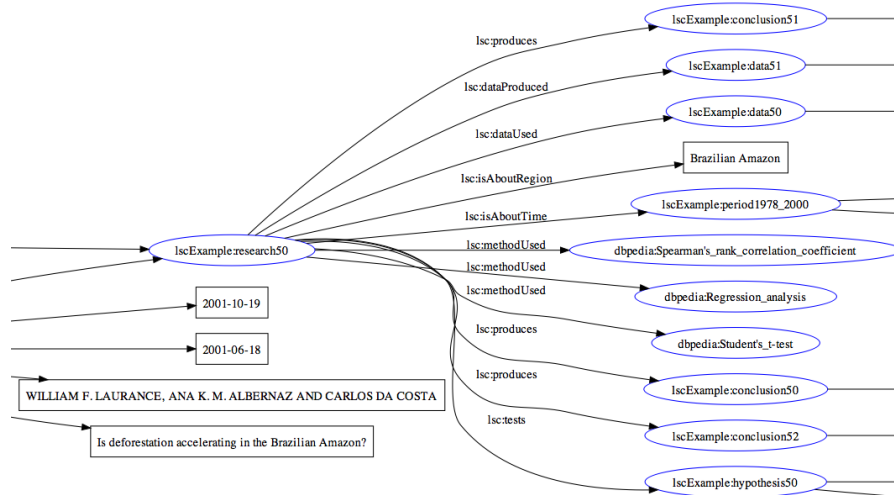 lscExample:conclusion51
lsc:produces
lscExample:data51
lsc:dataProduced
lscExample:data50
lsc:dataUsed
Brazilian Amazon
lsc:isAboutRegion
lscExample:period1978_2000
lsc:isAboutTime
lscExample:research50
lsc:methodUsed
dbpedia:Spearman's_rank_correlation_coefficient
lsc:methodUsed
lsc:methodUsed
dbpedia:Regression_analysis
2001-10-19
lsc:produces
dbpedia:Student's_t-test
2001-06-18
lsc:produces
lscExample:conclusion50
WILLIAM F. LAURANCE, ANA K. M. ALBERNAZ AND CARLOS DA COSTA
lsc:tests
lscExample:conclusion52
Is deforestation accelerating in the Brazilian Amazon?
lscExample:hypothesis50